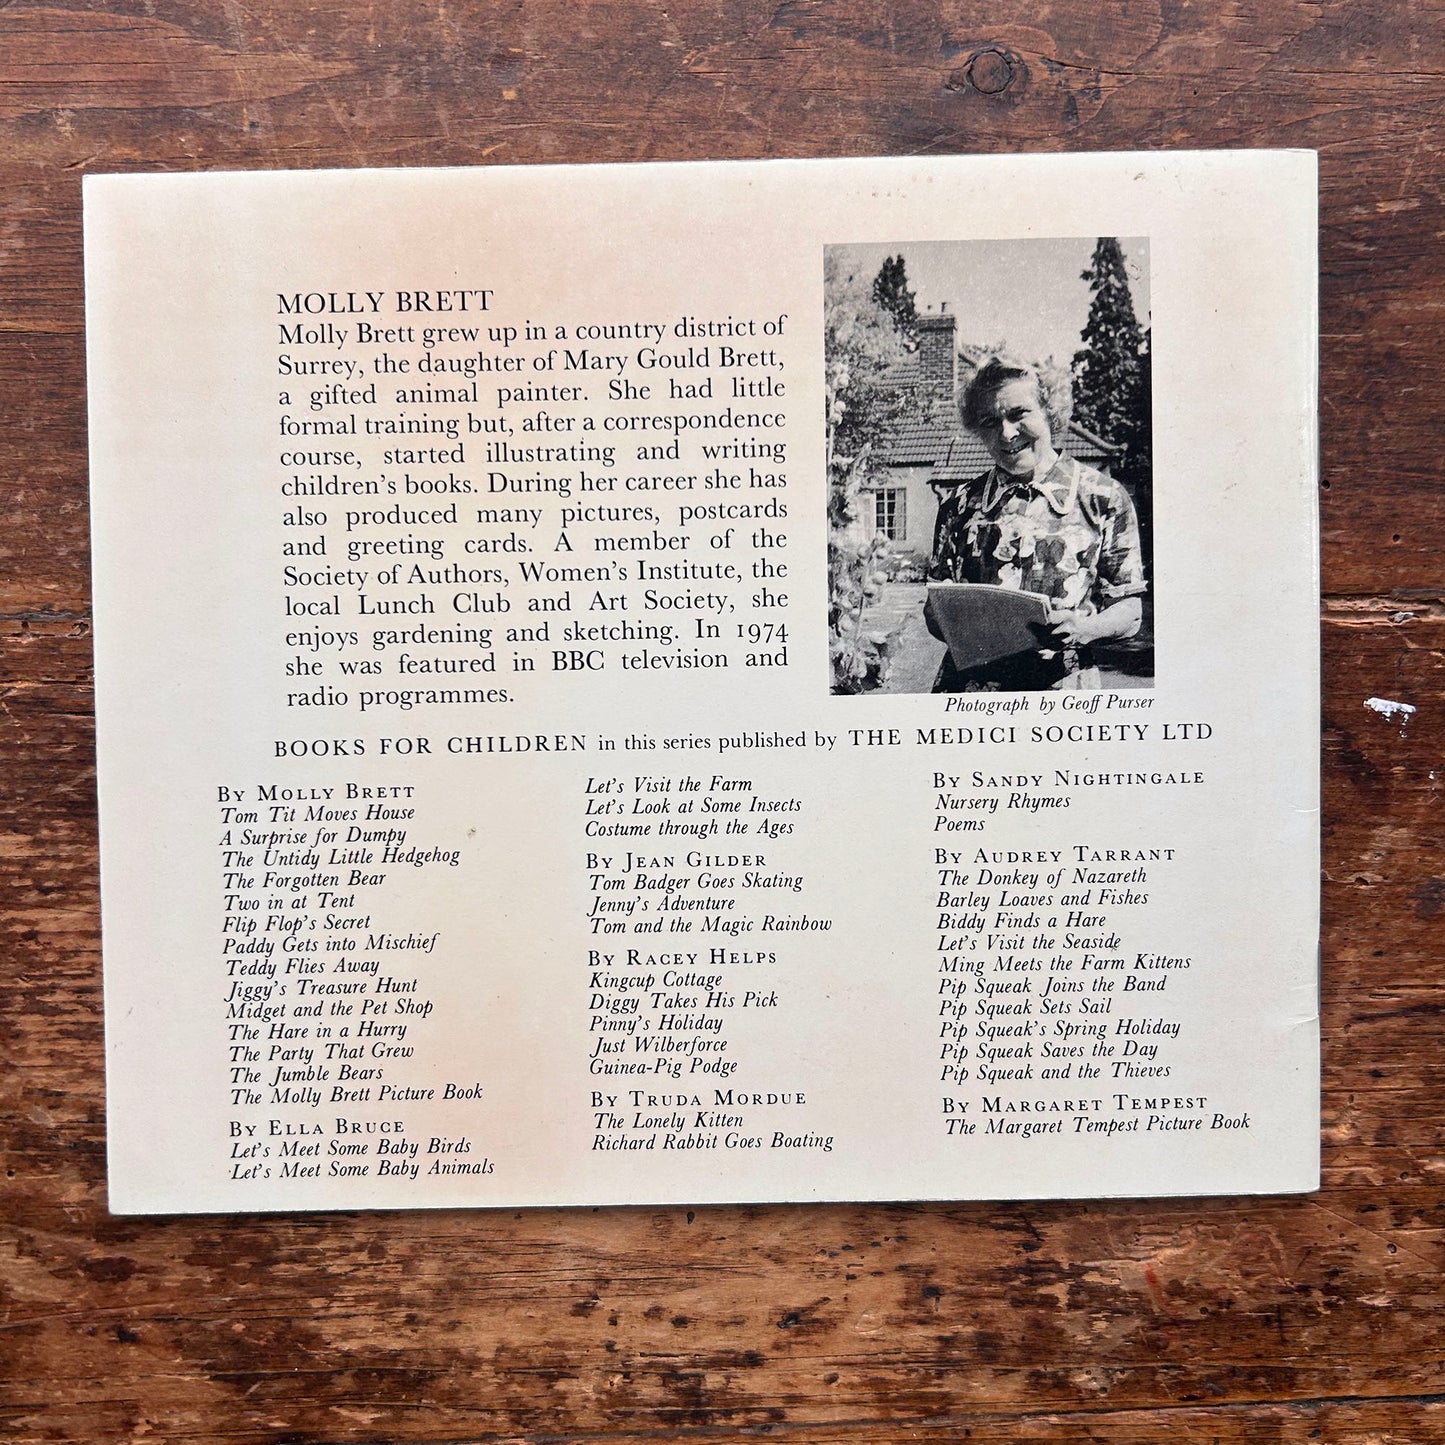 MOLLY BRETT
Molly Brett grew up in a country district of
Surrey, the daughter of Mary Gould Brett,
a gifted animal painter. She had little
formal training but, after a correspondence
course, started illustrating and writing
children's books. During her career she has
also produced many pictures, postcards
and greeting cards. A member of the
Society of Authors, Women's Institute, the
local Lunch Club and Art Society, she
enjoys gardening and sketching. In 1974
she was featured in BBC television and
radio programmes.
Photograph by Geoff Purser
BOOKS FOR CHILDREN in this series published by THE MEDICI SOCIETY LTD
BY MOLLY BRETT
Tom Tit Moves House
A Surprise for Dumpy
The Untidy Little Hedgehog
The Forgotten Bear
Two in at Tent
Flip Flop's Secret
Paddy Gets into Mischief
Teddy Flies Away
Jiggy's Treasure Hunt
Midget and the Pet Shop
The Hare in a Hurry
The Party That Grew
The Jumble Bears
The Molly Brett Picture Book
BY ELLA BRUCE
Let's Meet Some Baby Birds
Let's Meet Some Baby Animals
Let's Visit the Farm
Let's Look at Some Insects
Costume through the Ages
BY JEAN GILDER
Tom Badger Goes Skating
Jenny's Adventure
Tom and the Magic Rainbow
BY RACEY HELPS
Kingcup Cottage
Diggy Takes His Pick
Pinny's Holiday
Just Wilberforce
Guinea-Pig Podge
BY TRUDA MORDUE
The Lonely Kitten
Richard Rabbit Goes Boating
BY SANDY NIGHTINGALE
Nursery Rhymes
Poems
BY AUDREY TARRANT
The Donkey of Nazareth
Barley Loaves and Fishes
Biddy Finds a Hare
Let's Visit the Seaside
Ming Meets the Farm Kittens
Pip Squeak Joins the Band
Pip Squeak Sets Sail
Pip Squeak's Spring Holiday
Pip Squeak Saves the Day
Pip Squeak and the Thieves
BY MARGARET TEMPEST
The Margaret Tempest Picture Book